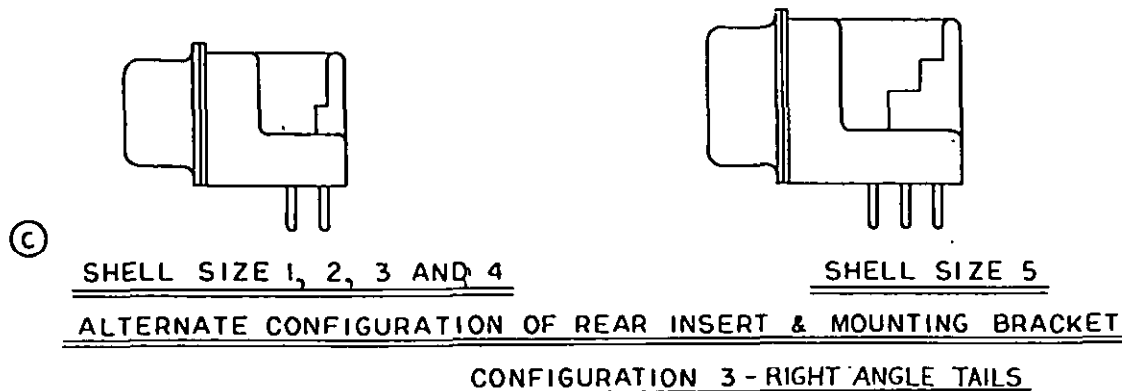 Ⓒ
SHELL SIZE 1, 2, 3 AND 4
SHELL SIZE 5
ALTERNATE CONFIGURATION OF REAR INSERT & MOUNTING BRACKET
CONFIGURATION 3 - RIGHT ANGLE TAILS